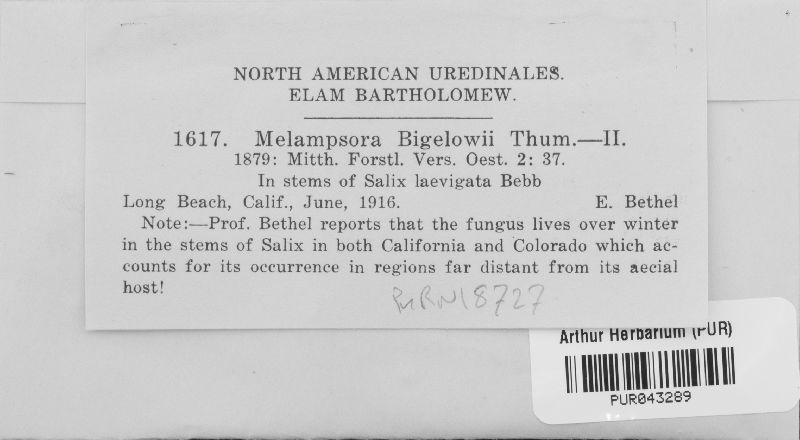 NORTH AMERICAN UREDINALES.
ELAM BARTHOLOMEW.
1617. Melampsora Bigelowii Thum.—II.
1879: Mitth. Forstl. Vers. Oest. 2: 37.
In stems of Salix laevigata Bebb
Long Beach, Calif., June, 1916. E. Bethel
Note:—Prof. Bethel reports that the fungus lives over winter
in the stems of Salix in both California and Colorado which ac-
counts for its occurrence in regions far distant from its aecial
host!
PURN18727
Arthur Herbarium (PUR)
PUR043289